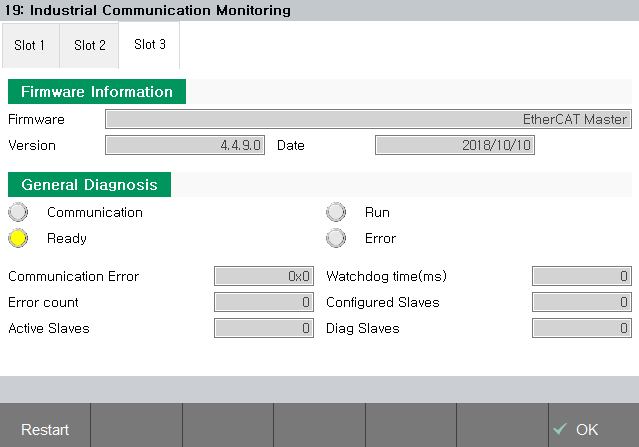 19: Industrial Communication Monitoring
Slot 1 Slot 2 Slot 3
Firmware Information
Firmware EtherCAT Master
Version 4.4.9.0 Date 2018/10/10
General Diagnosis
Communication Run
Ready Error
Communication Error 0x0 Watchdog time(ms) 0
Error count 0 Configured Slaves 0
Active Slaves 0 Diag Slaves 0
Restart OK